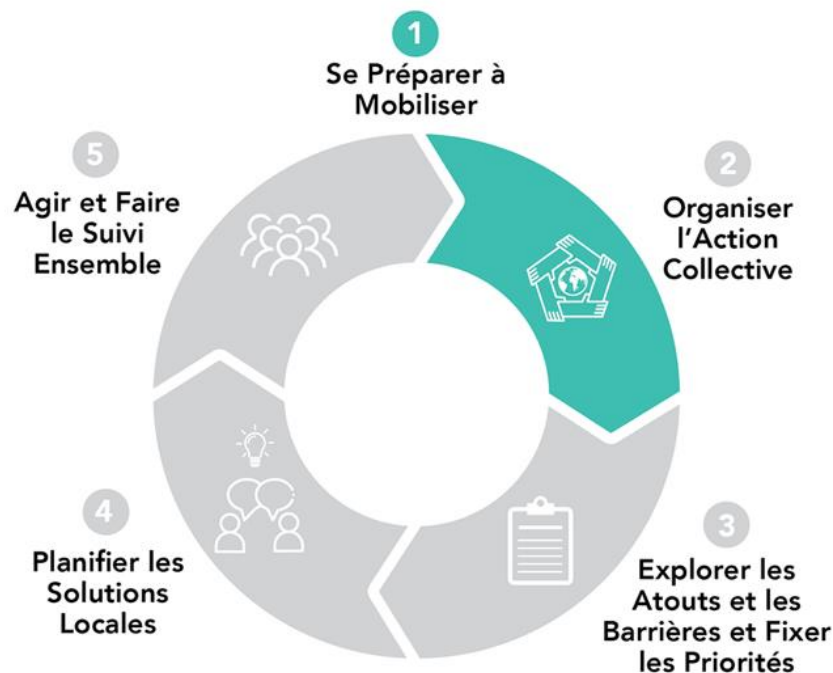 1
Se Préparer à
Mobiliser
2
Organiser
l’Action
Collective
3
Explorer les
Atouts et les
Barrières et Fixer
les Priorités
4
Planifier les
Solutions
Locales
5
Agir et Faire
le Suivi
Ensemble